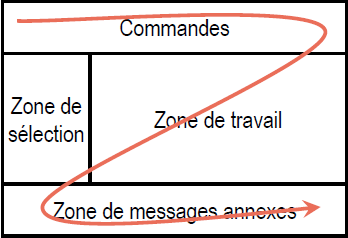 Commandes
Zone de
sélection
Zone de travail
Zone de messages annexes